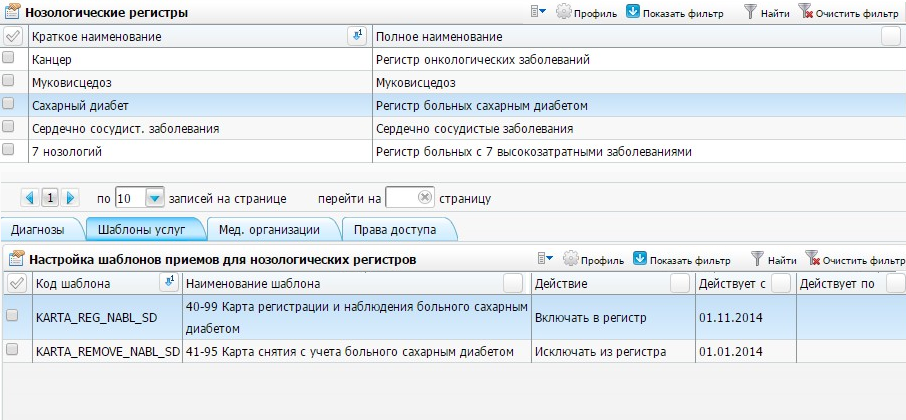 Нозологические регистры
Профиль Показать фильтр Найти Очистить фильтр
Краткое наименование Полное наименование
Канцер Регистр онкологических заболеваний
Муковисцедоз Муковисцедоз
Сахарный диабет Регистр больных сахарным диабетом
Сердечно сосудист. заболевания Сердечно сосудистые заболевания
7 нозологий Регистр больных с 7 высокозатратными заболеваниями
1 по 10 записей на странице перейти на страницу
Диагнозы Шаблоны услуг Мед. организации Права доступа
Настройка шаблонов приемов для нозологических регистров
Профиль Показать фильтр Найти Очистить фильтр
Код шаблона Наименование шаблона Действие Действует с Действует по
KARTA_REG_NABL_SD 40-99 Карта регистрации и наблюдения больного сахарным
диабетом Включать в регистр 01.11.2014
KARTA_REMOVE_NABL_SD 41-95 Карта снятия с учета больного сахарным диабетом Исключать из регистра 01.01.2014